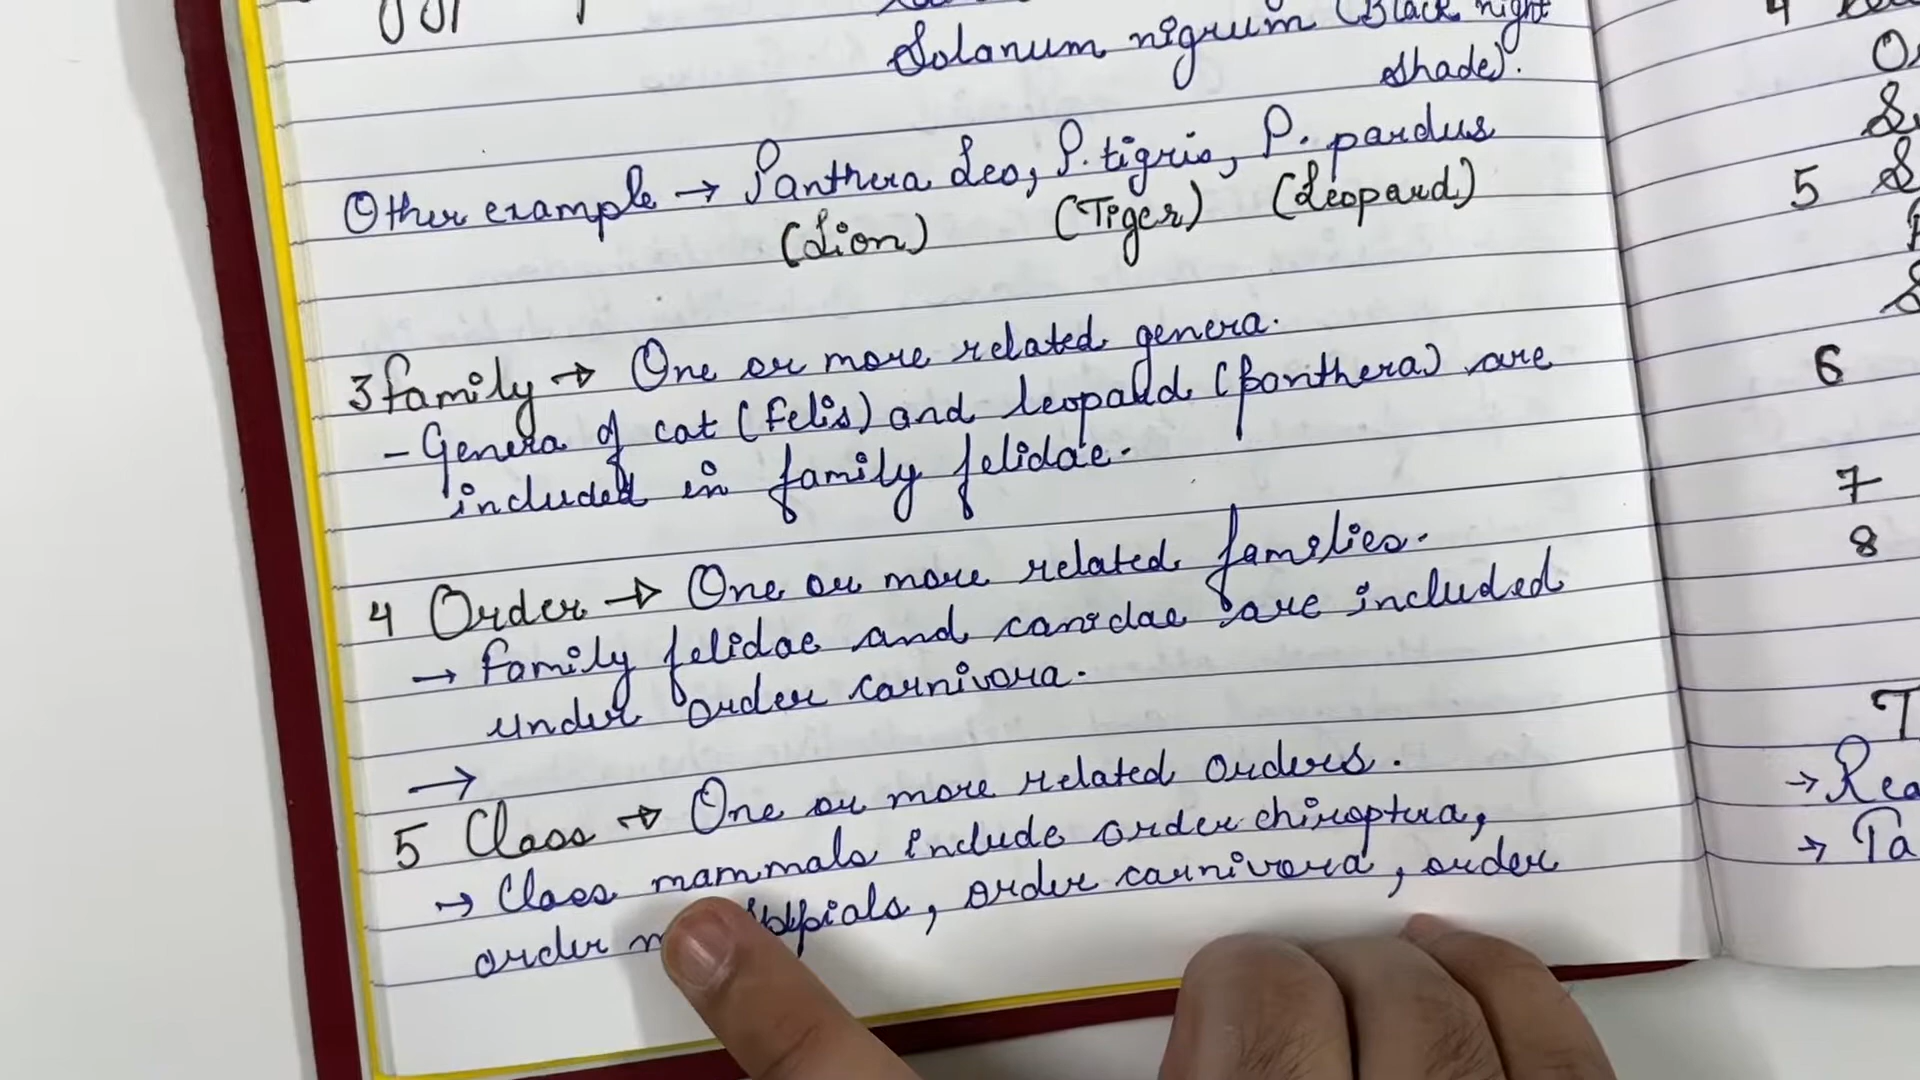 Solanum nigrum (Black night
shade).
Other example → Panthera Leo, P. tigris, P. pardus
(Lion) (Tiger) (Leopard)
3 family → One or more related genera.
- Genera of cat (Felis) and leopard (panthera) are
included in family felidae.
4 Order → One or more related families.
→ family felidae and canidae are included
under order carnivora.
→
5 Class → One or more related orders.
→ Class mammals include order chiroptera,
order , order carnivora, order
4
5
6
7
8
→
→